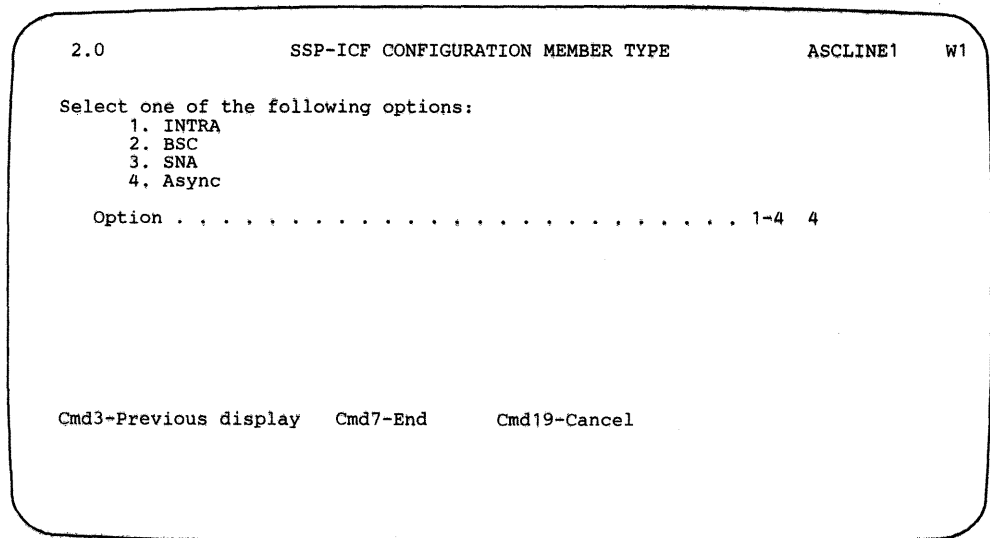 2.0 SSP-ICF CONFIGURATION MEMBER TYPE ASCLINE1 W1
Select one of the following options:
1. INTRA
2. BSC
3. SNA
4. Async
Option . . . . . . . . . . . . . . . . . . . . . . . . . 1-4 4
Cmd3-Previous display Cmd7-End Cmd19-Cancel